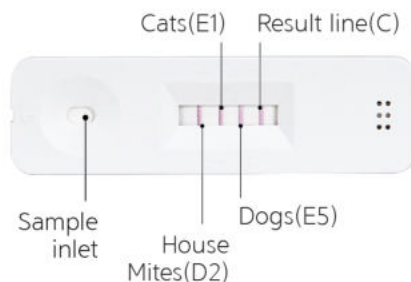 Cats(E1)
Result line(C)
Sample
inlet
House
Mites(D2)
Dogs(E5)